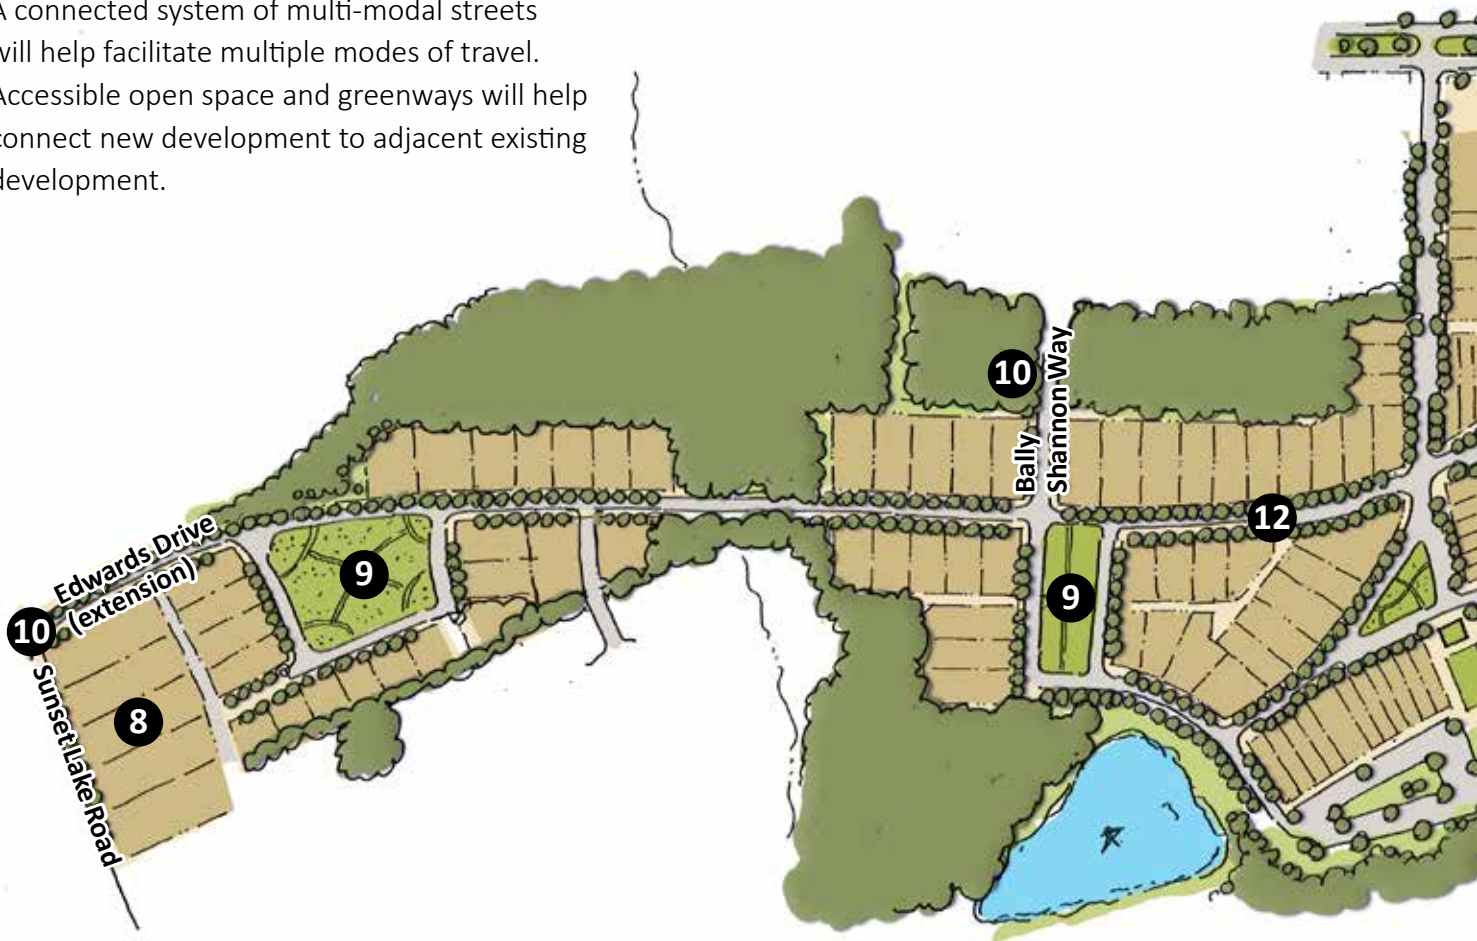 A connected system of multi-modal streets
will help facilitate multiple modes of travel.
Accessible open space and greenways will help
connect new development to adjacent existing
development.
10
Bally
Shannon Way
12
Edwards Drive
(extension)
9
9
10
8
Sunset Lake Road